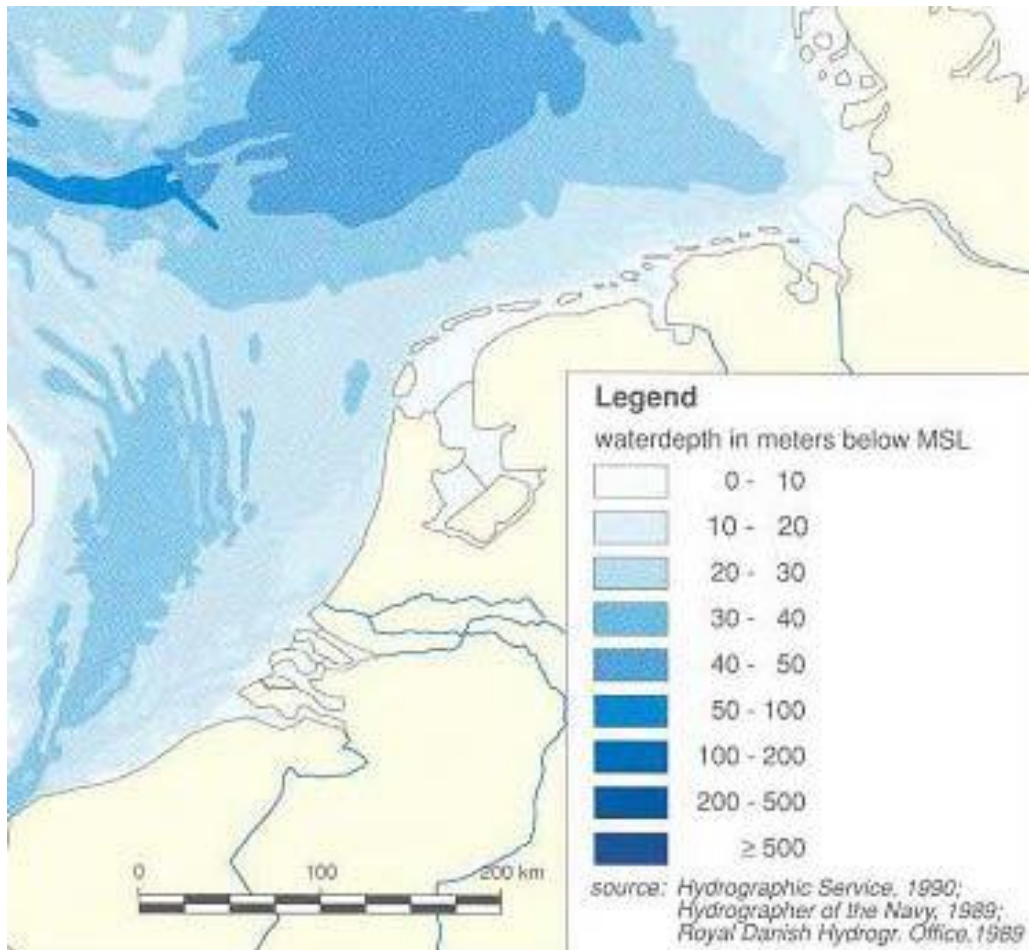 Legend
waterdepth in meters below MSL
0 - 10
10 - 20
20 - 30
30 - 40
40 - 50
50 - 100
100 - 200
200 - 500
≥ 500
0 100 200 km
source: Hydrographic Service, 1990;
Hydrographer of the Navy, 1989;
Royal Danish Hydrogr. Office,1989